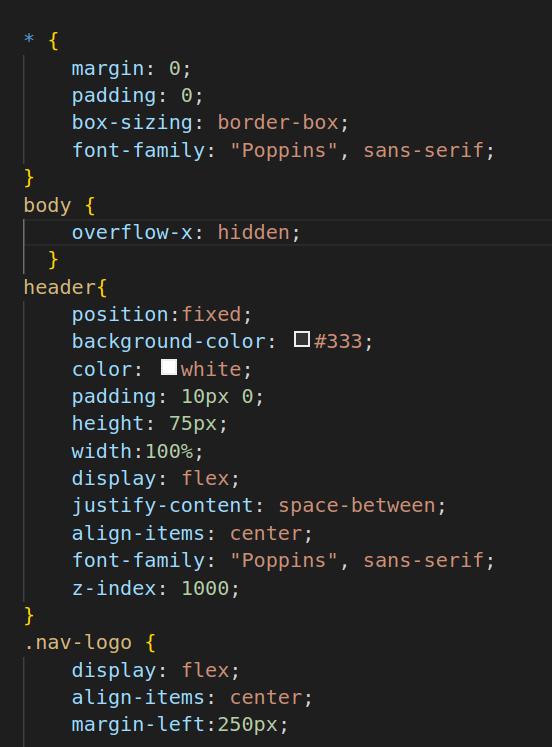 * {
    margin: 0;
    padding: 0;
    box-sizing: border-box;
    font-family: "Poppins", sans-serif;
}
body {
    overflow-x: hidden;
  }
header{
    position:fixed;
    background-color: #333;
    color: white;
    padding: 10px 0;
    height: 75px;
    width:100%;
    display: flex;
    justify-content: space-between;
    align-items: center;
    font-family: "Poppins", sans-serif;
    z-index: 1000;
}
.nav-logo {
    display: flex;
    align-items: center;
    margin-left:250px;